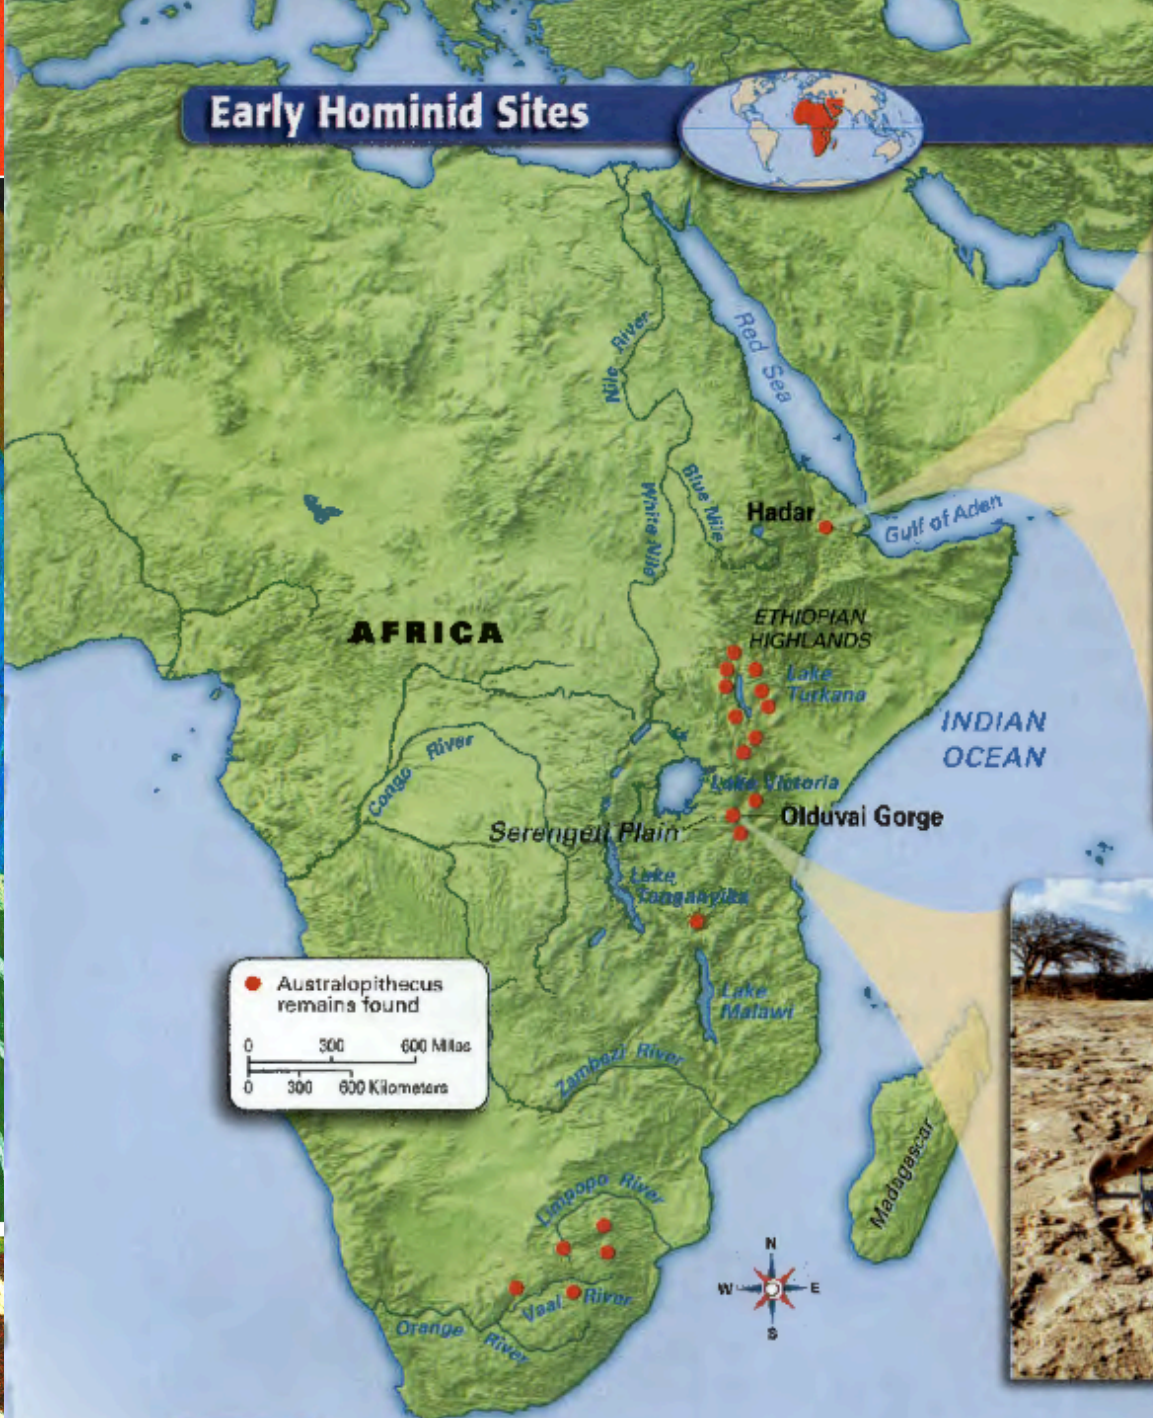 Early Hominid Sites
Nile River
Red Sea
Blue Nile
White Nile
Hadar
Gulf of Aden
AFRICA
ETHIOPIAN
HIGHLANDS
Lake
Turkana
INDIAN
OCEAN
Congo River
Lake Victoria
Serengeti Plain
Olduvai Gorge
Lake
Tanganyika
Australopithecus
remains found
0 300 600 Miles
0 300 600 Kilometers
Lake
Malawi
Zambezi River
Madagascar
Limpopo River
Vaal River
Orange River
N
W E
S